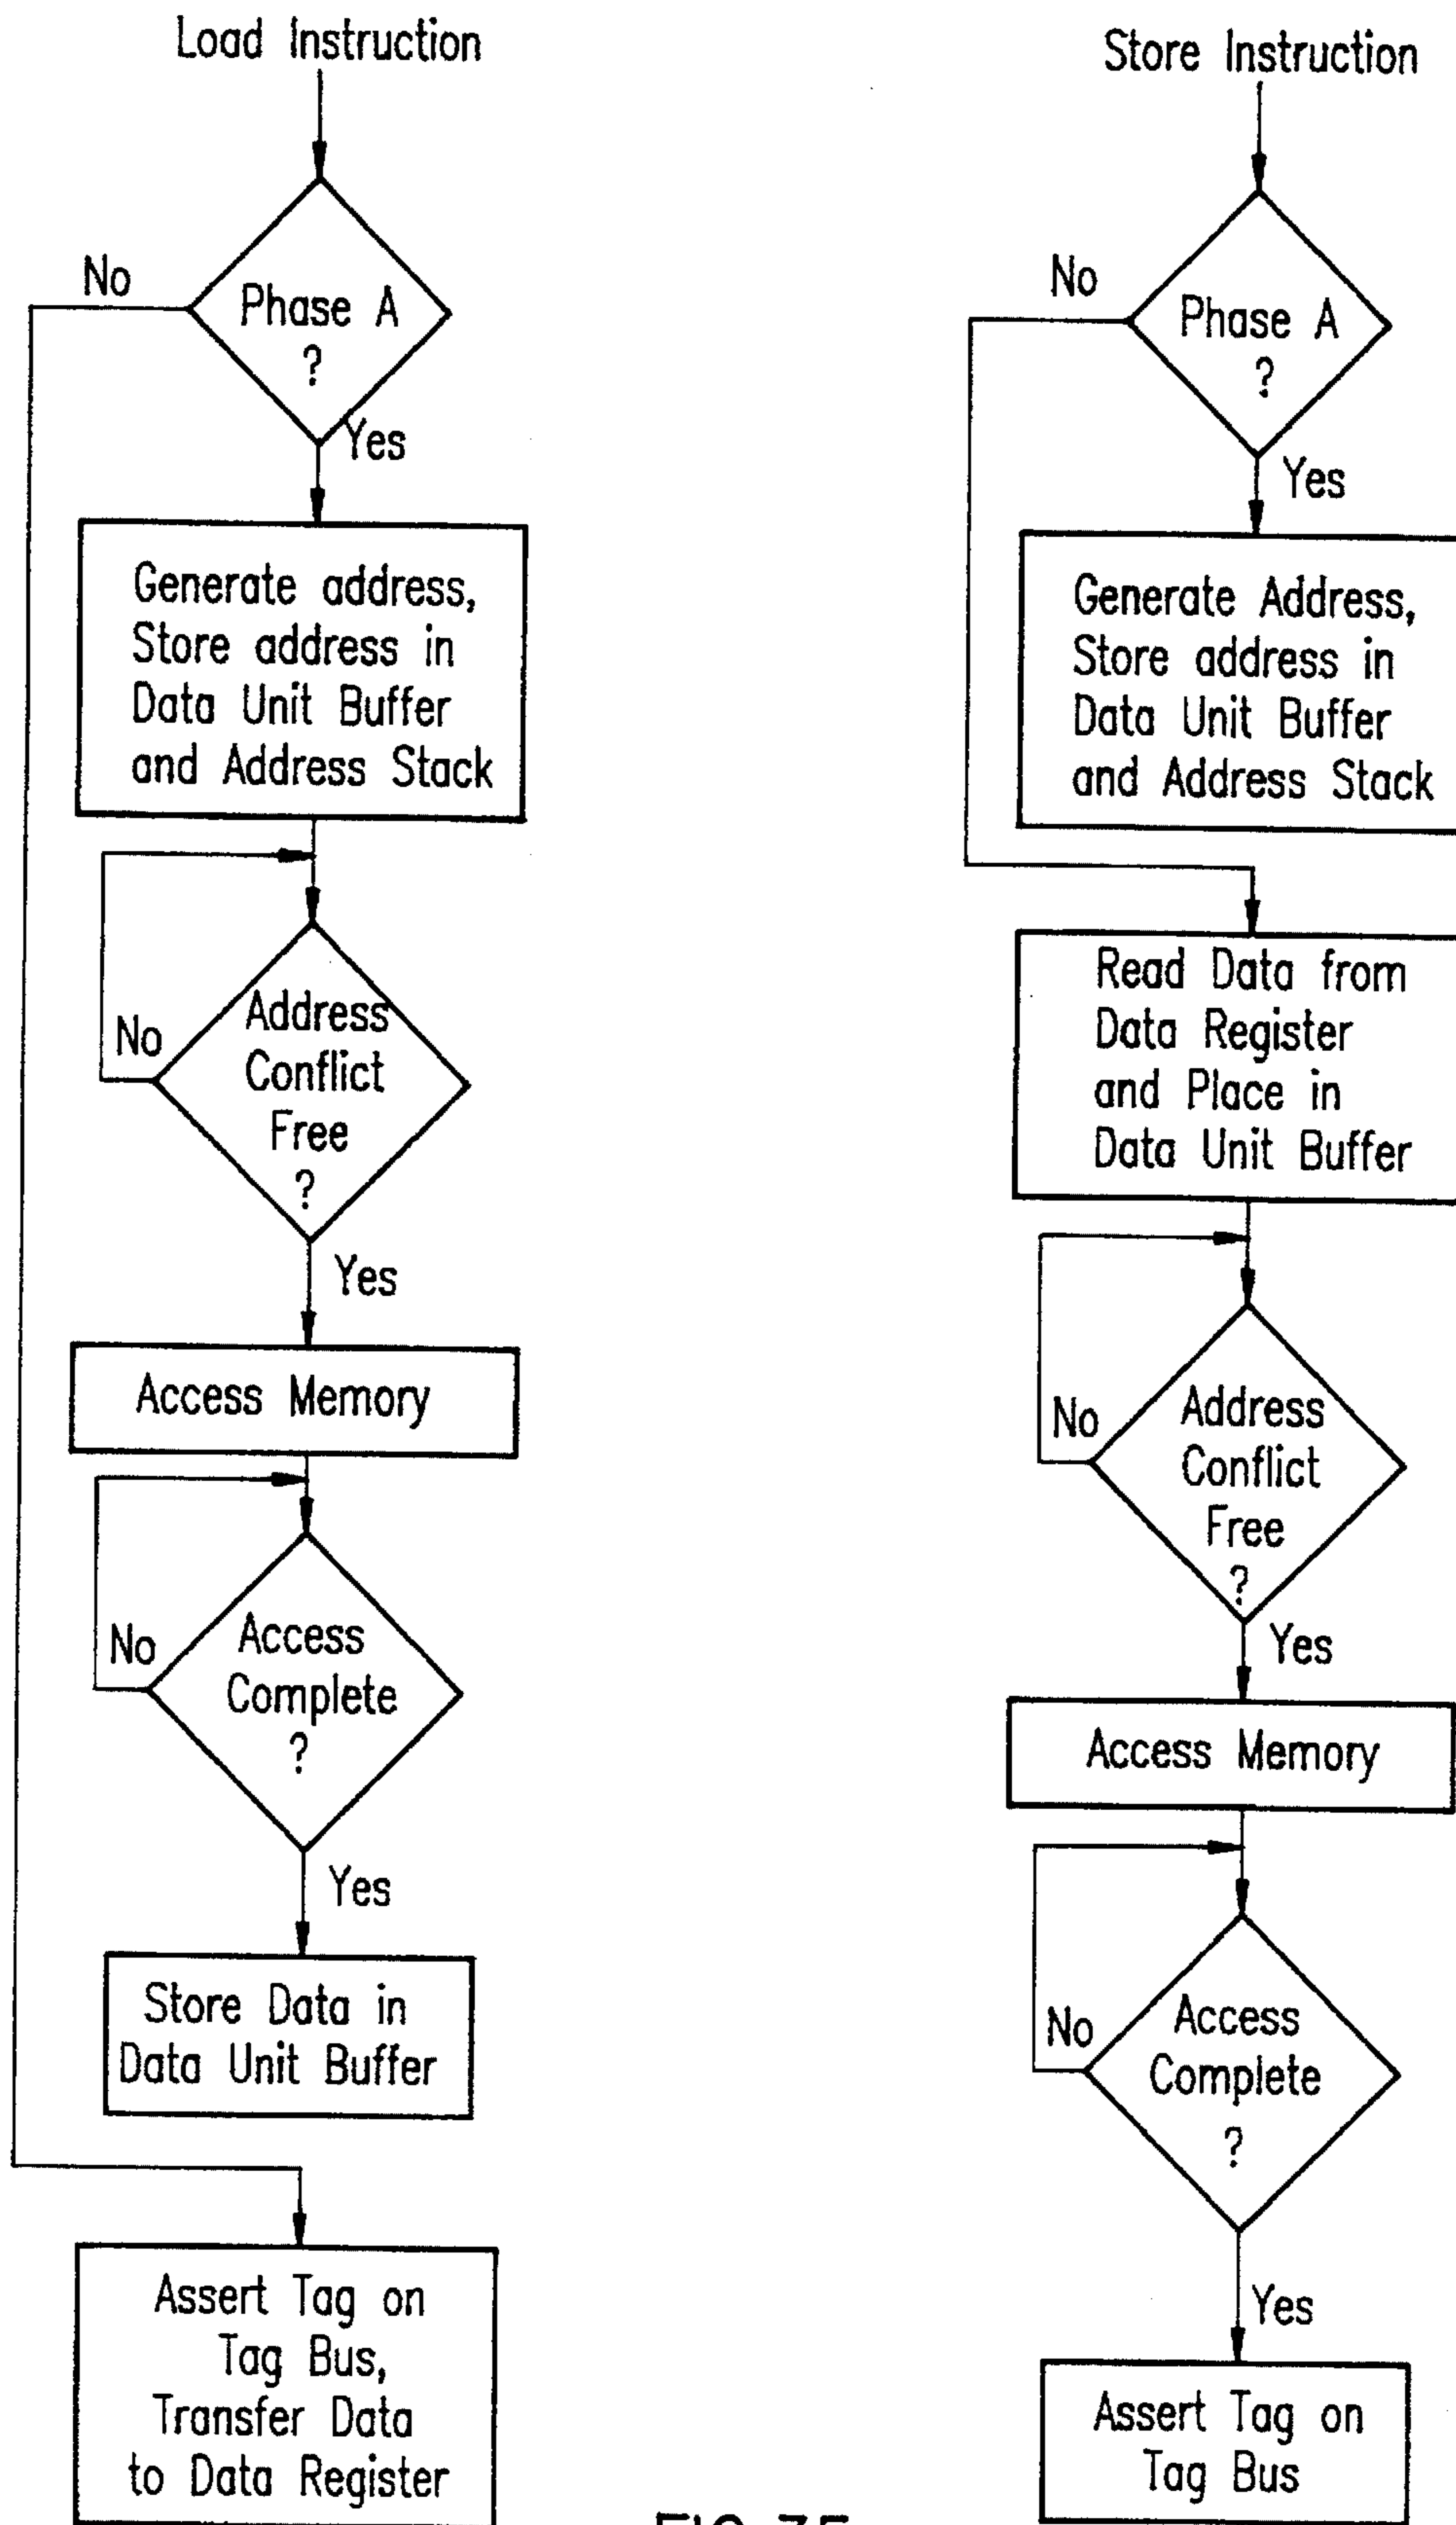 Load Instruction
No
Phase A
?
Yes
Generate address,
Store address in
Data Unit Buffer
and Address Stack
No
Address
Conflict
Free
?
Yes
Access Memory
No
Access
Complete
?
Yes
Store Data in
Data Unit Buffer
Assert Tag on
Tag Bus,
Transfer Data
to Data Register
Store Instruction
No
Phase A
?
Yes
Generate Address,
Store address in
Data Unit Buffer
and Address Stack
Read Data from
Data Register
and Place in
Data Unit Buffer
No
Address
Conflict
Free
?
Yes
Access Memory
No
Access
Complete
?
Yes
Assert Tag on
Tag Bus